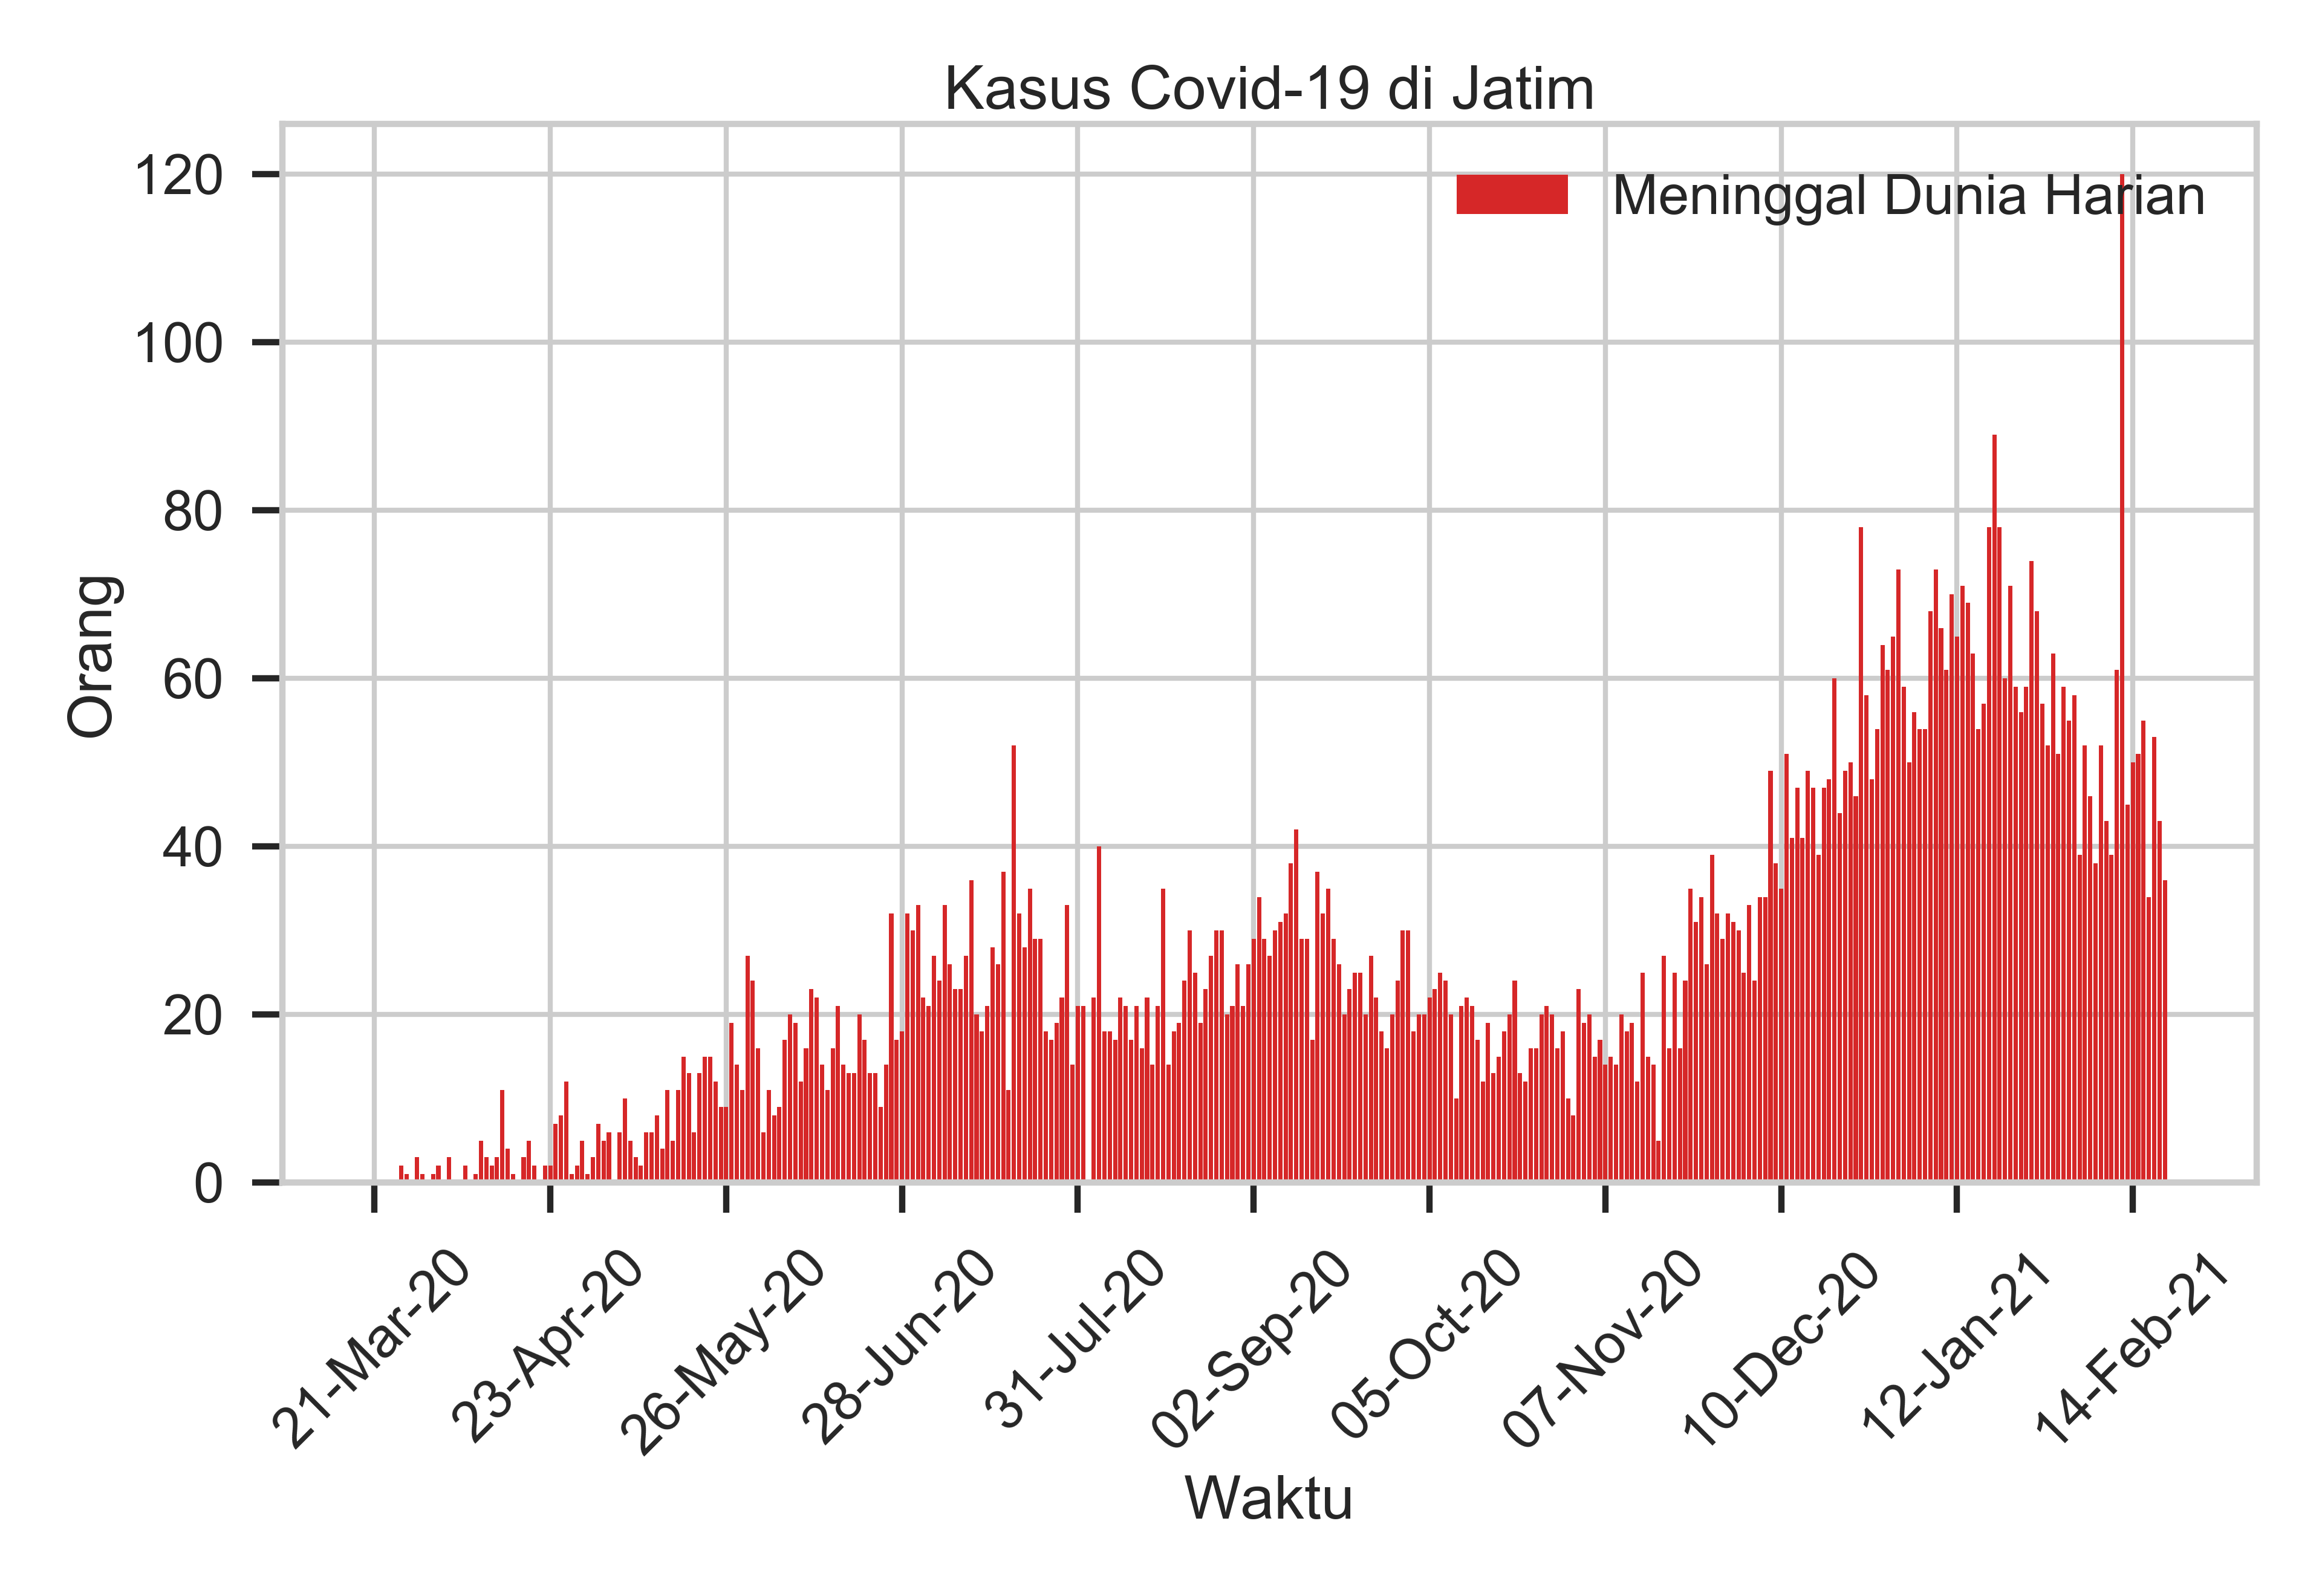 Kasus Covid-19 di Jatim
Meninggal Dunia Harian
120
100
80
60
40
20
0
Orang
21-Mar-20
23-Apr-20
26-May-20
28-Jun-20
31-Jul-20
02-Sep-20
05-Oct-20
07-Nov-20
10-Dec-20
12-Jan-21
14-Feb-21
Waktu